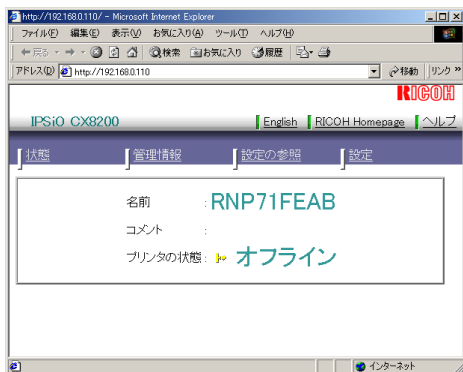 http://192.168.0.110/ - Microsoft Internet Explorer
ファイル(F) 編集(E) 表示(V) お気に入り(A) ツール(T) ヘルプ(H)
戻る 検索 お気に入り 履歴
アドレス(D) http://192.168.0.110 移動 リンク »
RICOH
IPSiO CX8200 English RICOH Homepage ヘルプ
状態 管理情報 設定の参照 設定
名前 : RNP71FEAB
コメント :
プリンタの状態 : オフライン
インターネット